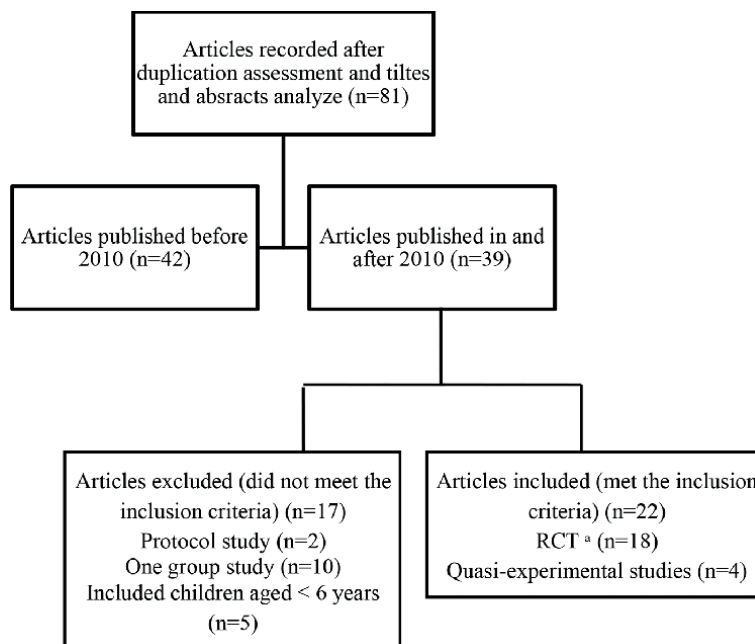 Articles recorded after
duplication assessment and tiltes
and absracts analyze (n=81)
Articles published before
2010 (n=42)
Articles published in and
after 2010 (n=39)
Articles excluded (did not meet the
inclusion criteria) (n=17)
Protocol study (n=2)
One group study (n=10)
Included children aged < 6 years
(n=5)
Articles included (met the inclusion
criteria) (n=22)
RCT ᵃ (n=18)
Quasi-experimental studies (n=4)